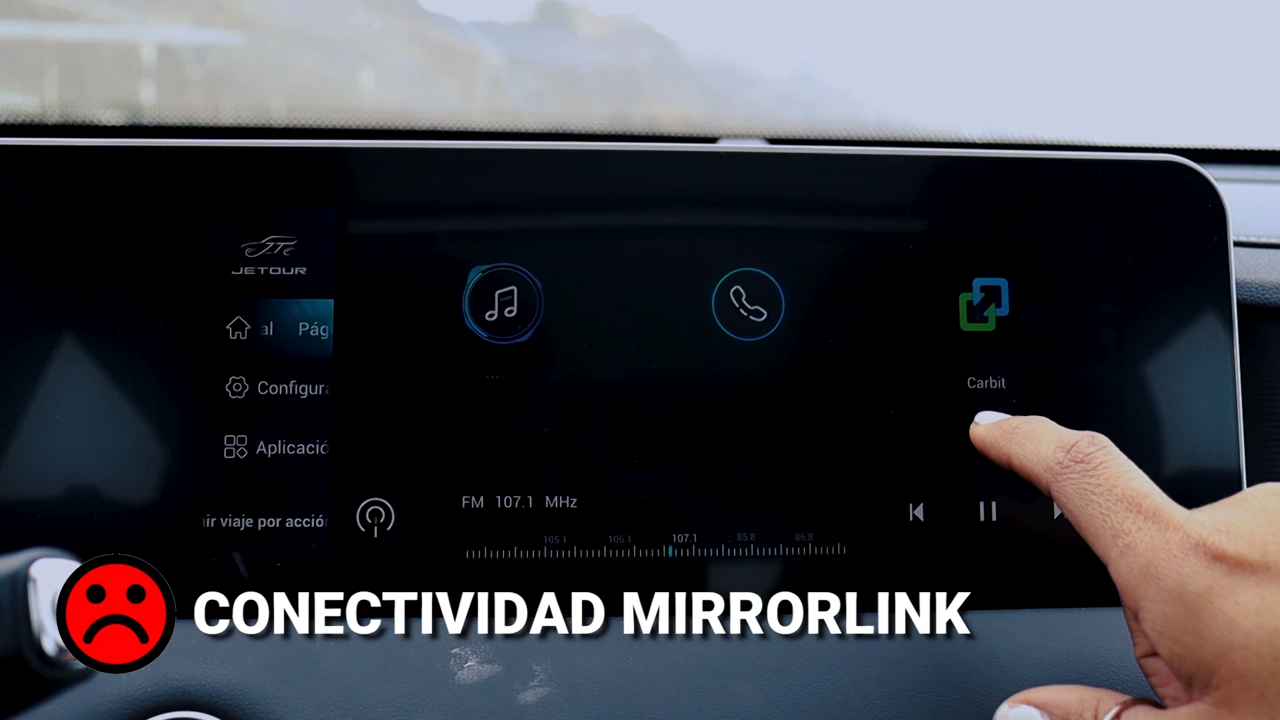 JETOUR
al Pág
Configura
Aplicació
ir viaje por acció
Carbit
FM 107.1 MHz
105.1 106.1 107.1 85.8 86.8
CONECTIVIDAD MIRRORLINK